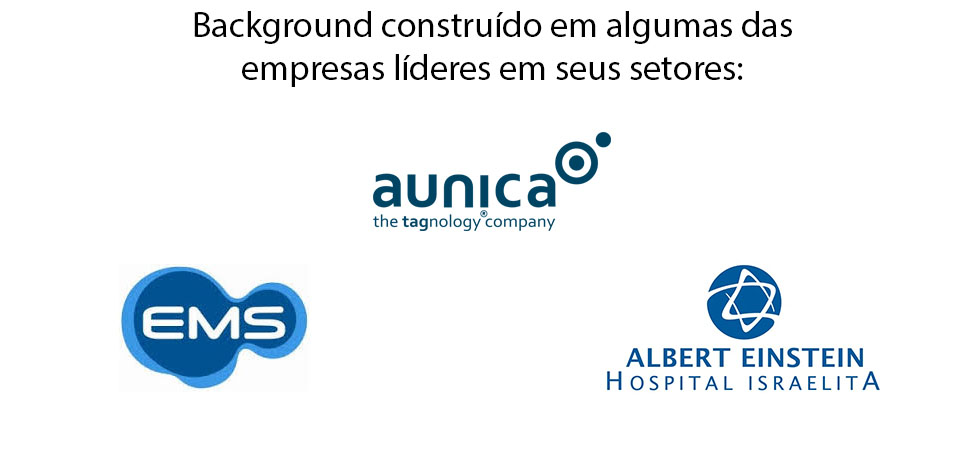 Background construído em algumas das
empresas líderes em seus setores:
aunica
the tagnology® company
EMS
ALBERT EINSTEIN
HOSPITAL ISRAELITA